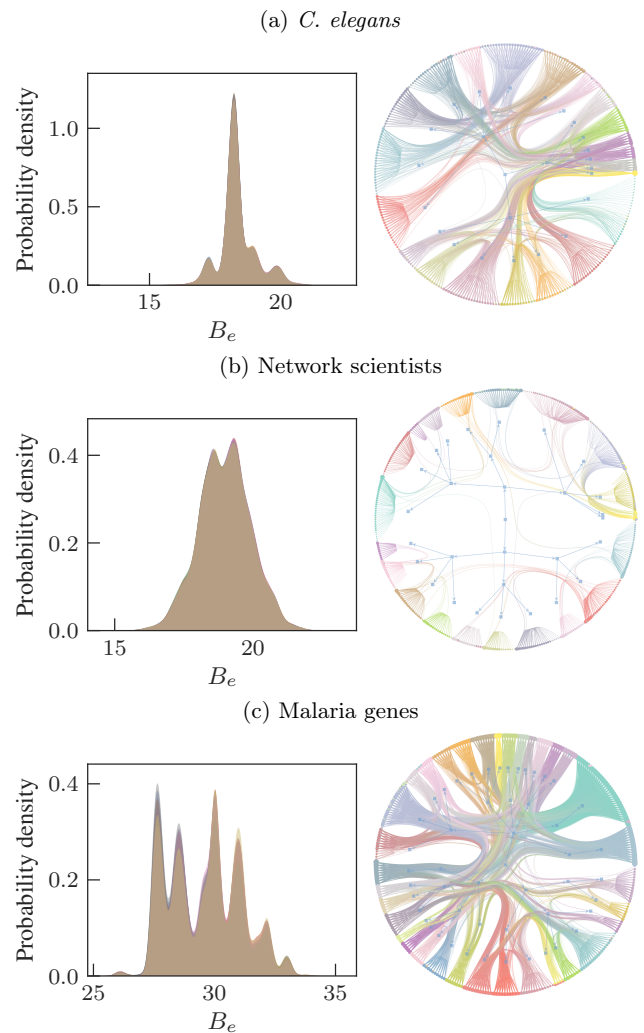 (a) C. elegans
Probability density
1.0
0.5
0.0
15
20
B_e
(b) Network scientists
Probability density
0.4
0.2
0.0
15
20
B_e
(c) Malaria genes
Probability density
0.4
0.2
0.0
25
30
35
B_e